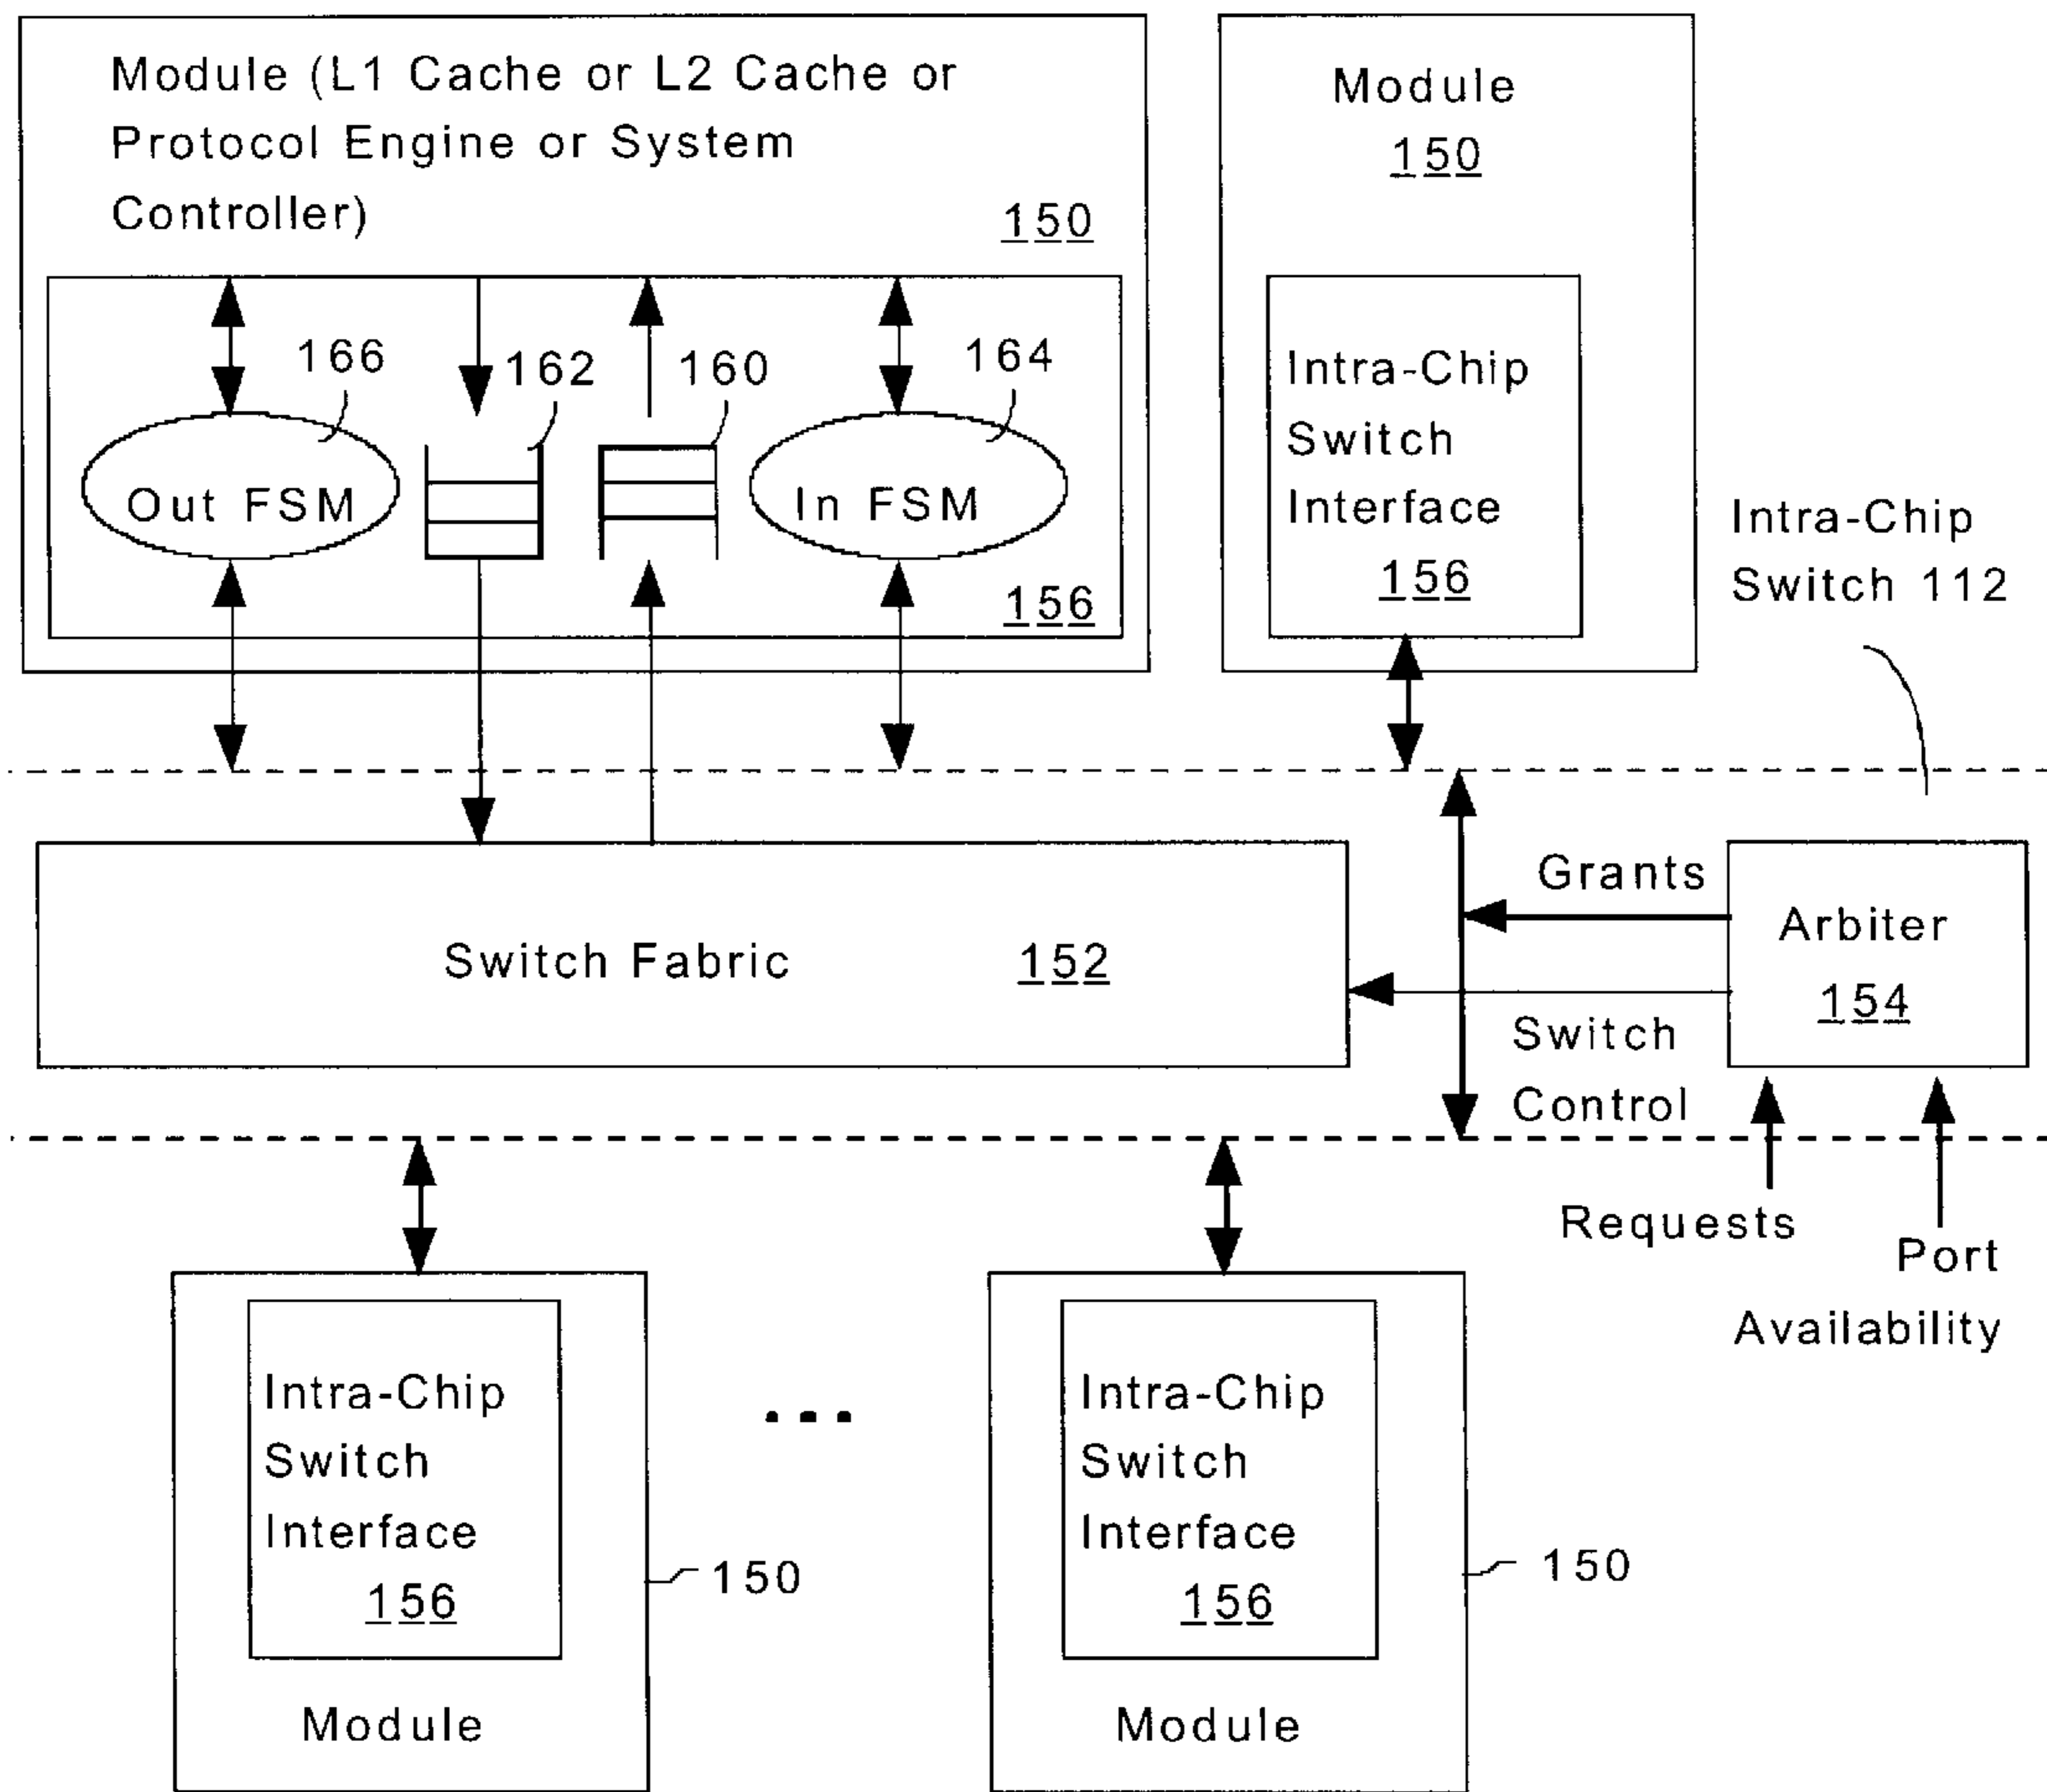 Module (L1 Cache or L2 Cache or
Protocol Engine or System
Controller)
150
166
162
160
164
Out FSM
In FSM
156
Module
150
Intra-Chip
Switch
Interface
156
Intra-Chip
Switch 112
Switch Fabric 152
Grants
Arbiter
154
Switch
Control
Requests
Port
Availability
Intra-Chip
Switch
Interface
156
Module
150
...
Intra-Chip
Switch
Interface
156
Module
150